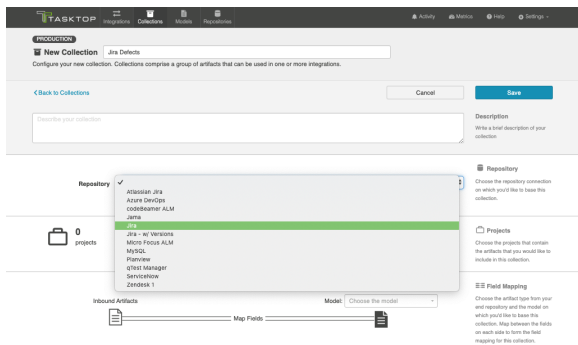 TASKTOP
Integrations
Collections
Models
Repositories
Activity
Metrics
Help
Settings
PRODUCTION
New Collection
Jira Defects
Configure your new collection. Collections comprise a group of artifacts that can be used in one or more integrations.
Back to Collections
Cancel
Save
Describe your collection
Description
Write a brief description of your
collection
Repository
Atlassian Jira
Azure DevOps
codeBeamer ALM
Jama
Jira
Jira - w/ Versions
Micro Focus ALM
MySQL
Planview
qTest Manager
ServiceNow
Zendesk 1
Repository
Choose the repository connection
on which you'd like to base this
collection.
0
projects
Projects
Choose the projects that contain
the artifacts that you would like to
include in this collection.
Inbound Artifacts
Model:
Choose the model
Map Fields
Field Mapping
Choose the artifact type from your
end repository and the model on
which you'd like to base this
collection. Map between the fields
on each side to form the field
mapping for this collection.